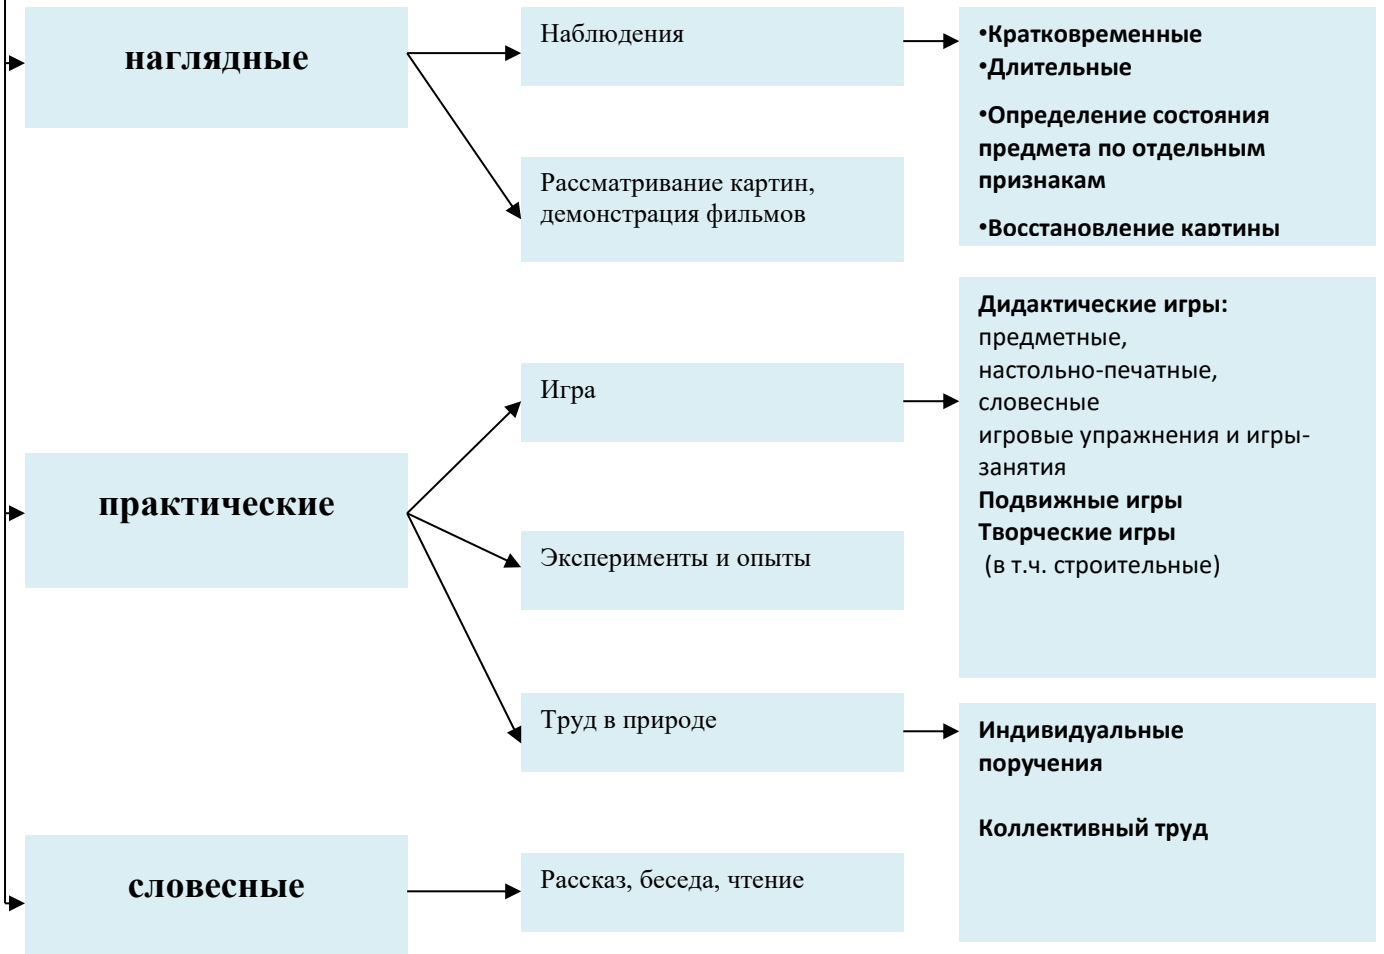 наглядные
Наблюдения
•Кратковременные
•Длительные
•Определение состояния
предмета по отдельным
признакам
•Восстановление картины
Рассматривание картин,
демонстрация фильмов
практические
Игра
Дидактические игры:
предметные,
настольно-печатные,
словесные
игровые упражнения и игры-
занятия
Подвижные игры
Творческие игры
(в т.ч. строительные)
Эксперименты и опыты
Труд в природе
Индивидуальные
поручения
Коллективный труд
словесные
Рассказ, беседа, чтение